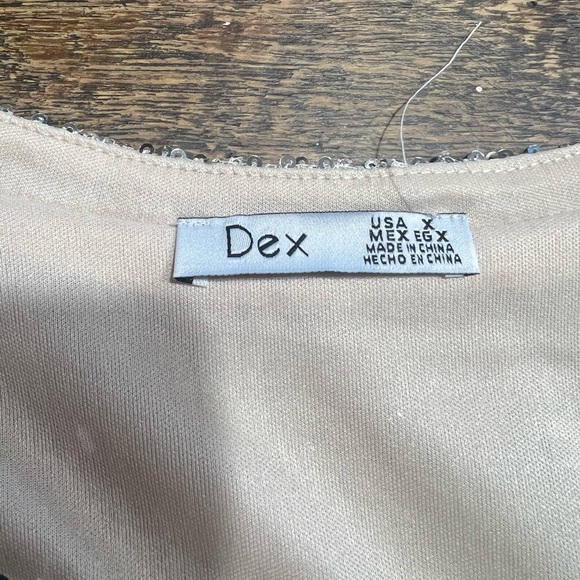 Dex
USA X
MEX EG X
MADE IN CHINA
HECHO EN CHINA